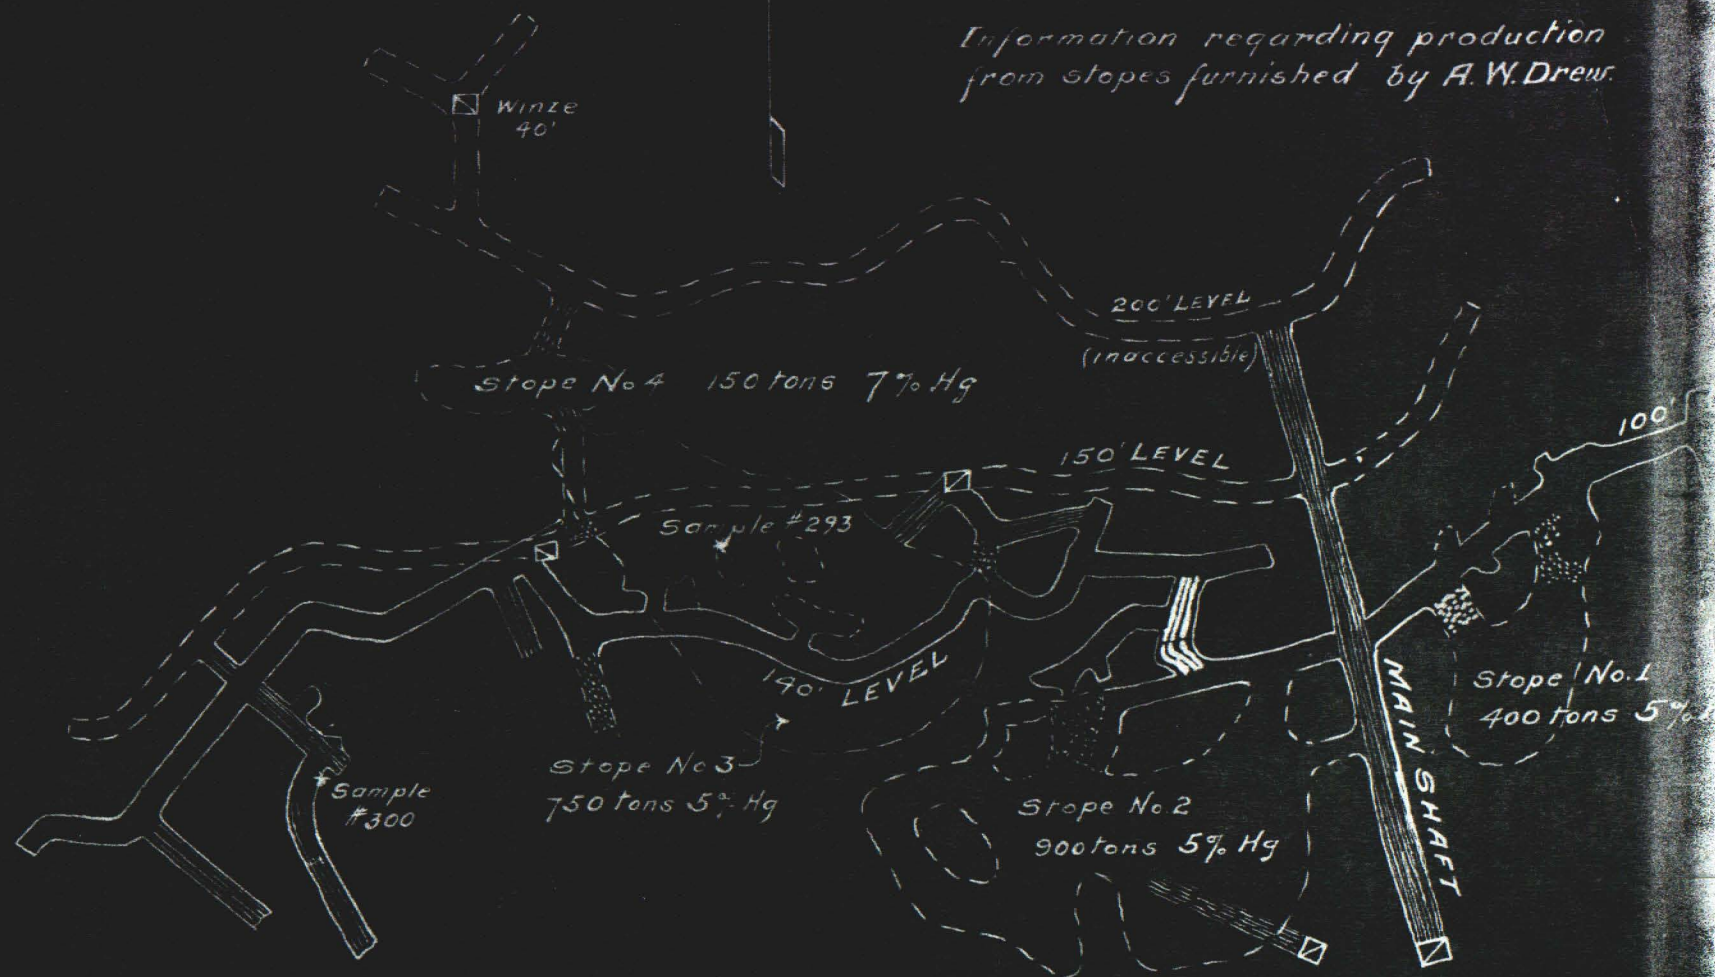 Information regarding production
from stopes furnished by A.W. Drew.
Winze
40'
200' LEVEL
(inaccessible)
Stope No 4 150 tons 7% Hg
100'
150' LEVEL
Sample #293
140' LEVEL
MAIN SHAFT
Stope No. 1
400 tons 5%
Stope No 3
750 tons 5% Hg
Sample
#300
Stope No. 2
900 tons 5% Hg